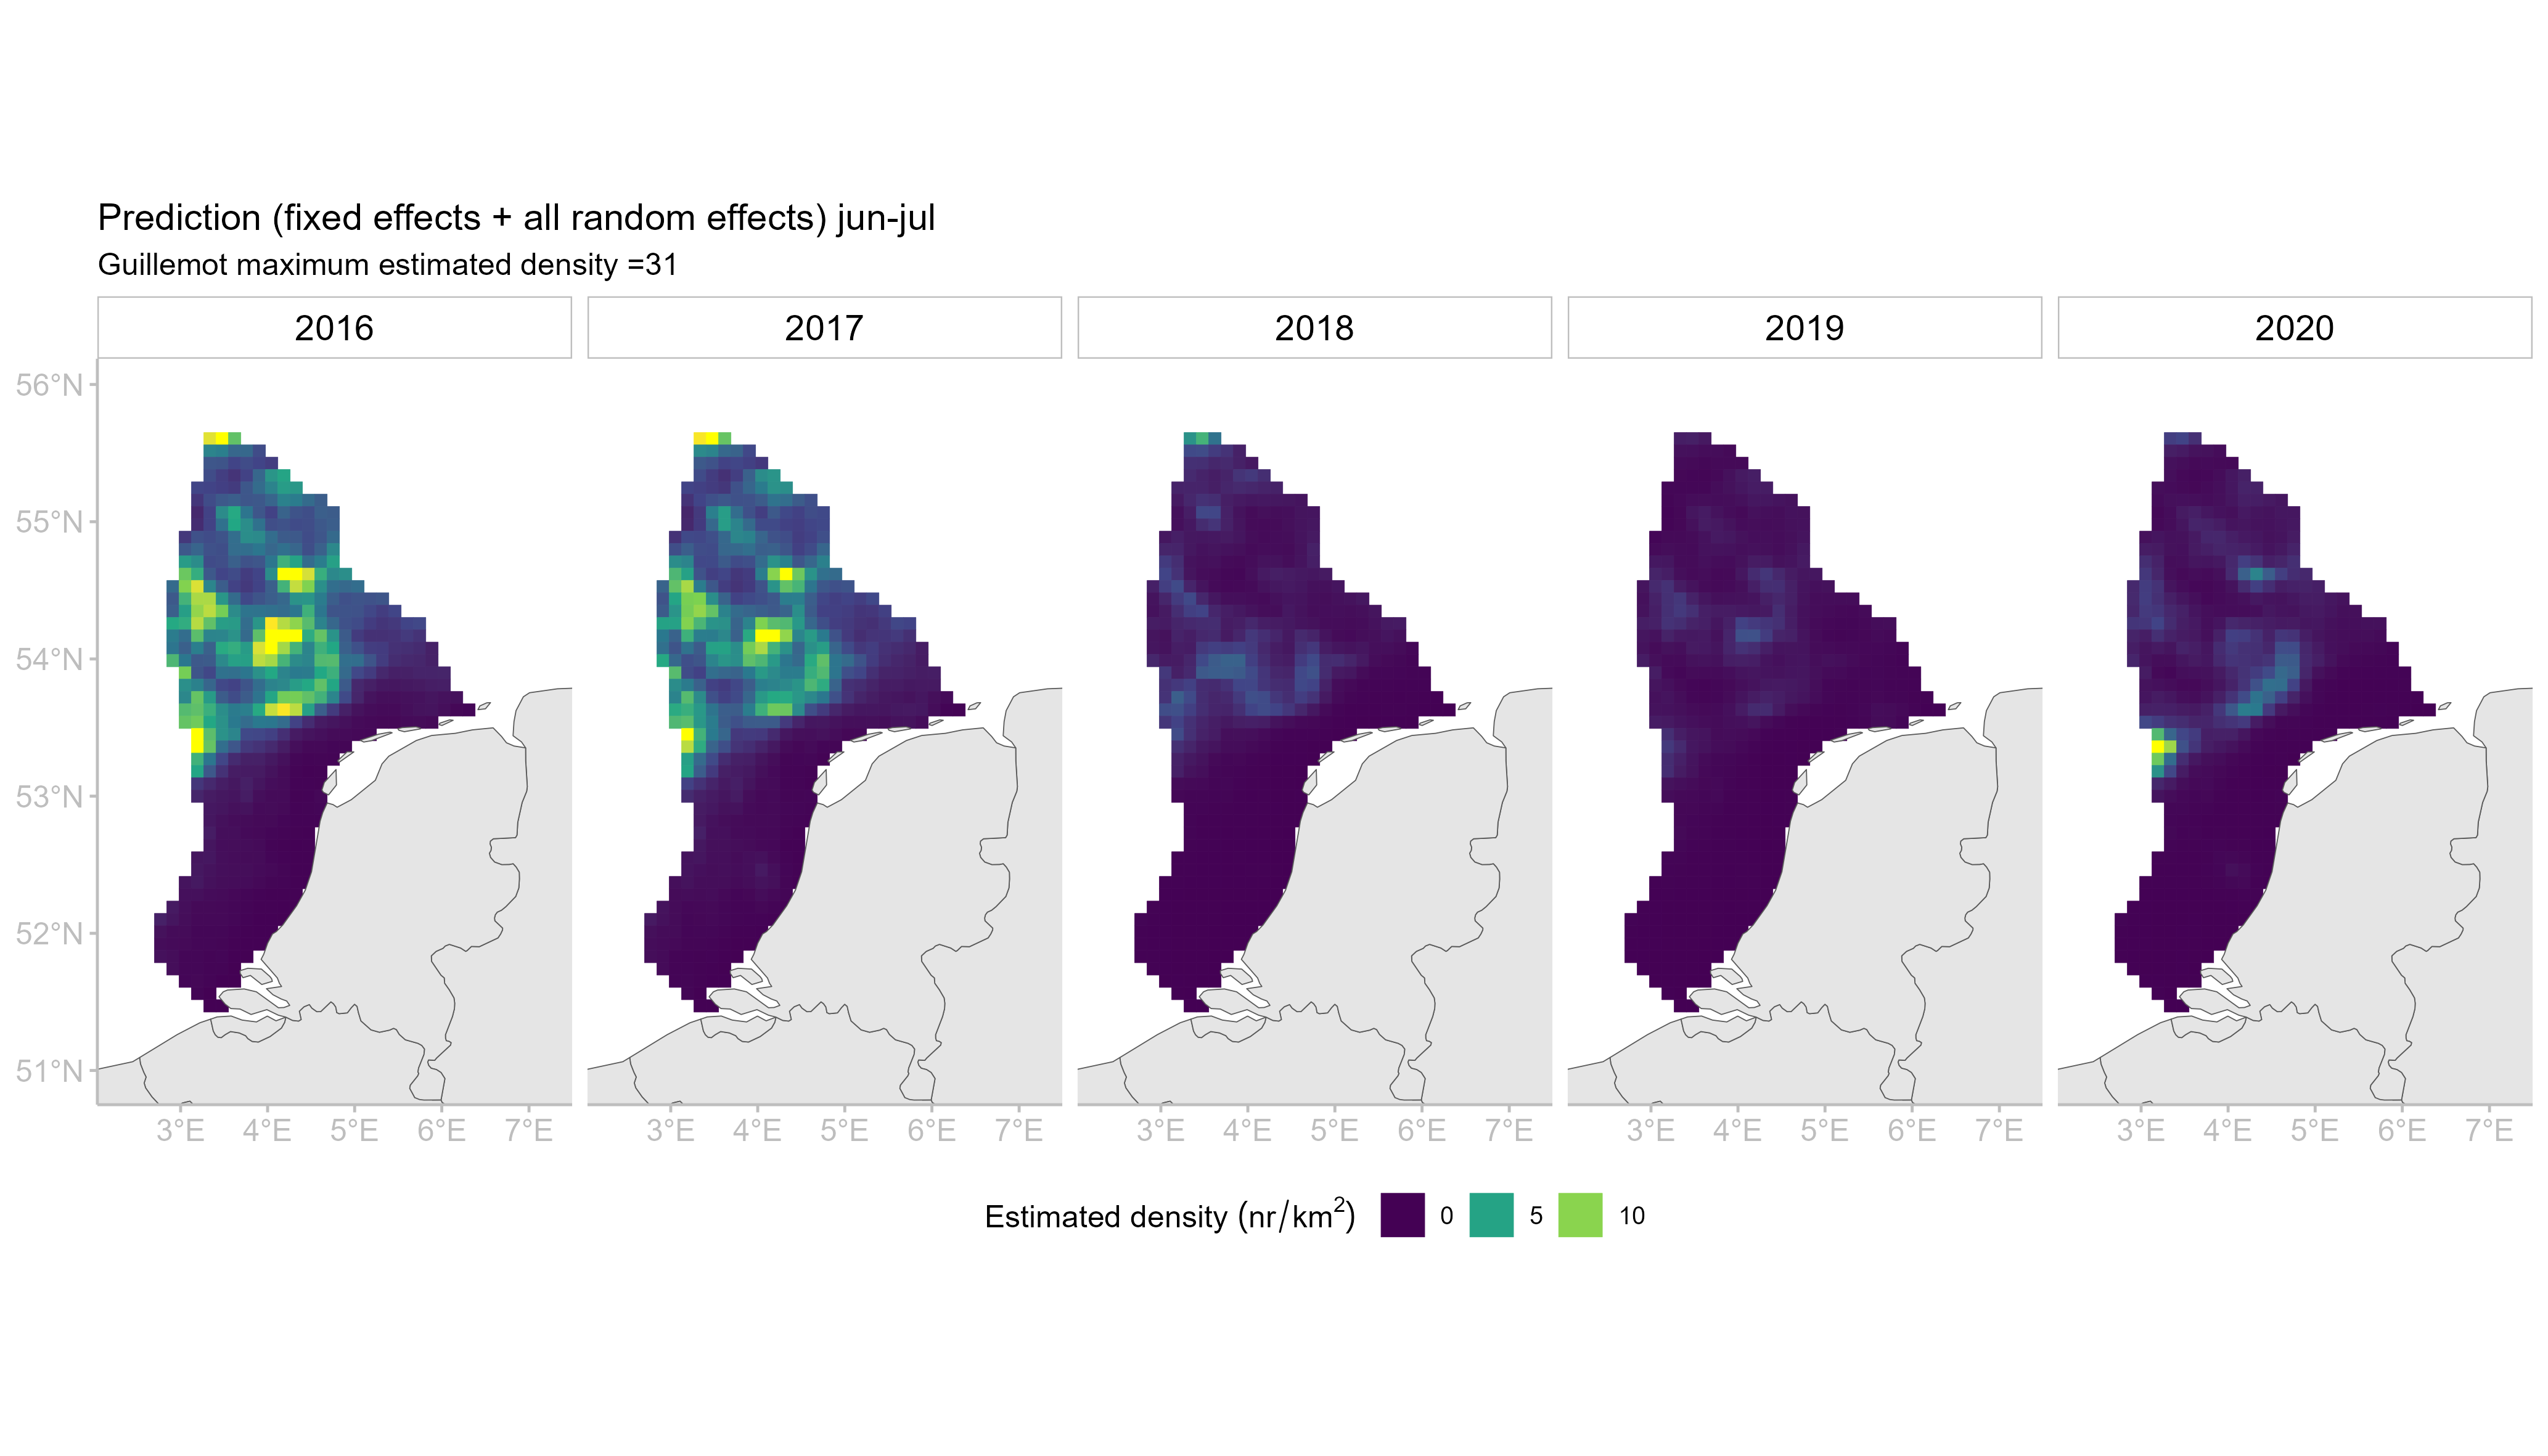 Prediction (fixed effects + all random effects) jun-jul
Guillemot maximum estimated density =31
2016 2017 2018 2019 2020
56°N
55°N
54°N
53°N
52°N
51°N
3°E 4°E 5°E 6°E 7°E 3°E 4°E 5°E 6°E 7°E 3°E 4°E 5°E 6°E 7°E 3°E 4°E 5°E 6°E 7°E 3°E 4°E 5°E 6°E 7°E
Estimated density (nr/km²) 0 5 10